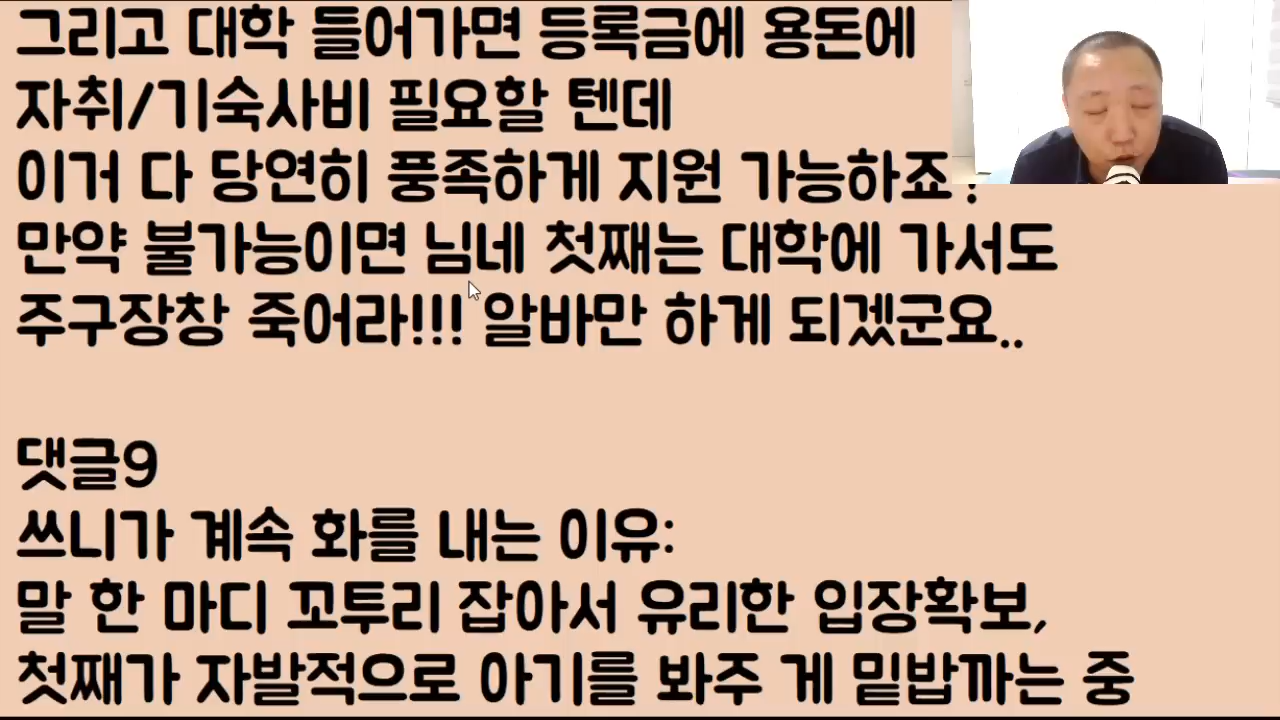 그리고 대학 들어가면 등록금에 용돈에
자취/기숙사비 필요할 텐데
이거 다 당연히 풍족하게 지원 가능하죠?
만약 불가능이면 님네 첫째는 대학에 가서도
주구장창 죽어라!!! 알바만 하게 되겠군요..
댓글9
쓰니가 계속 화를 내는 이유:
말 한 마디 꼬투리 잡아서 유리한 입장확보,
첫째가 자발적으로 아기를 봐주 게 밑밥까는 중